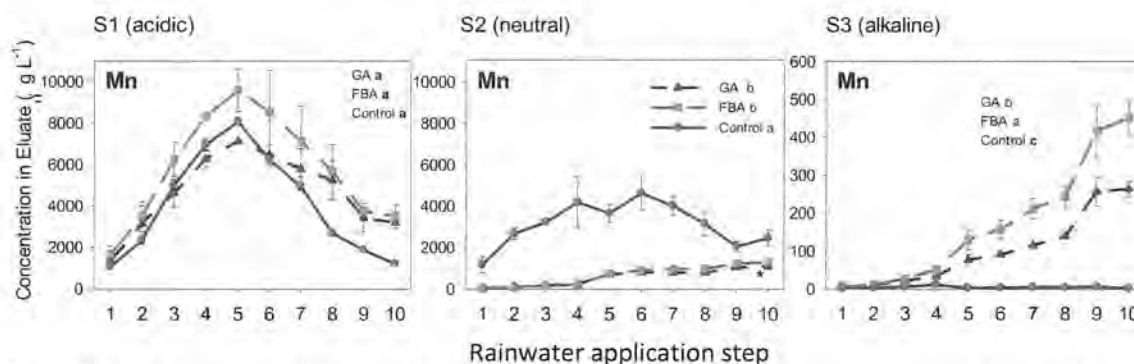 S1 (acidic)
S2 (neutral)
S3 (alkaline)
Concentration in Eluate ( g L⁻¹)
10000
8000
6000
4000
2000
0
Mn
GA a
FBA a
Control a
1 2 3 4 5 6 7 8 9 10
10000
8000
6000
4000
2000
0
Mn
GA b
FBA b
Control a
*
1 2 3 4 5 6 7 8 9 10
600
500
400
300
200
100
0
Mn
GA b
FBA a
Control c
1 2 3 4 5 6 7 8 9 10
Rainwater application step